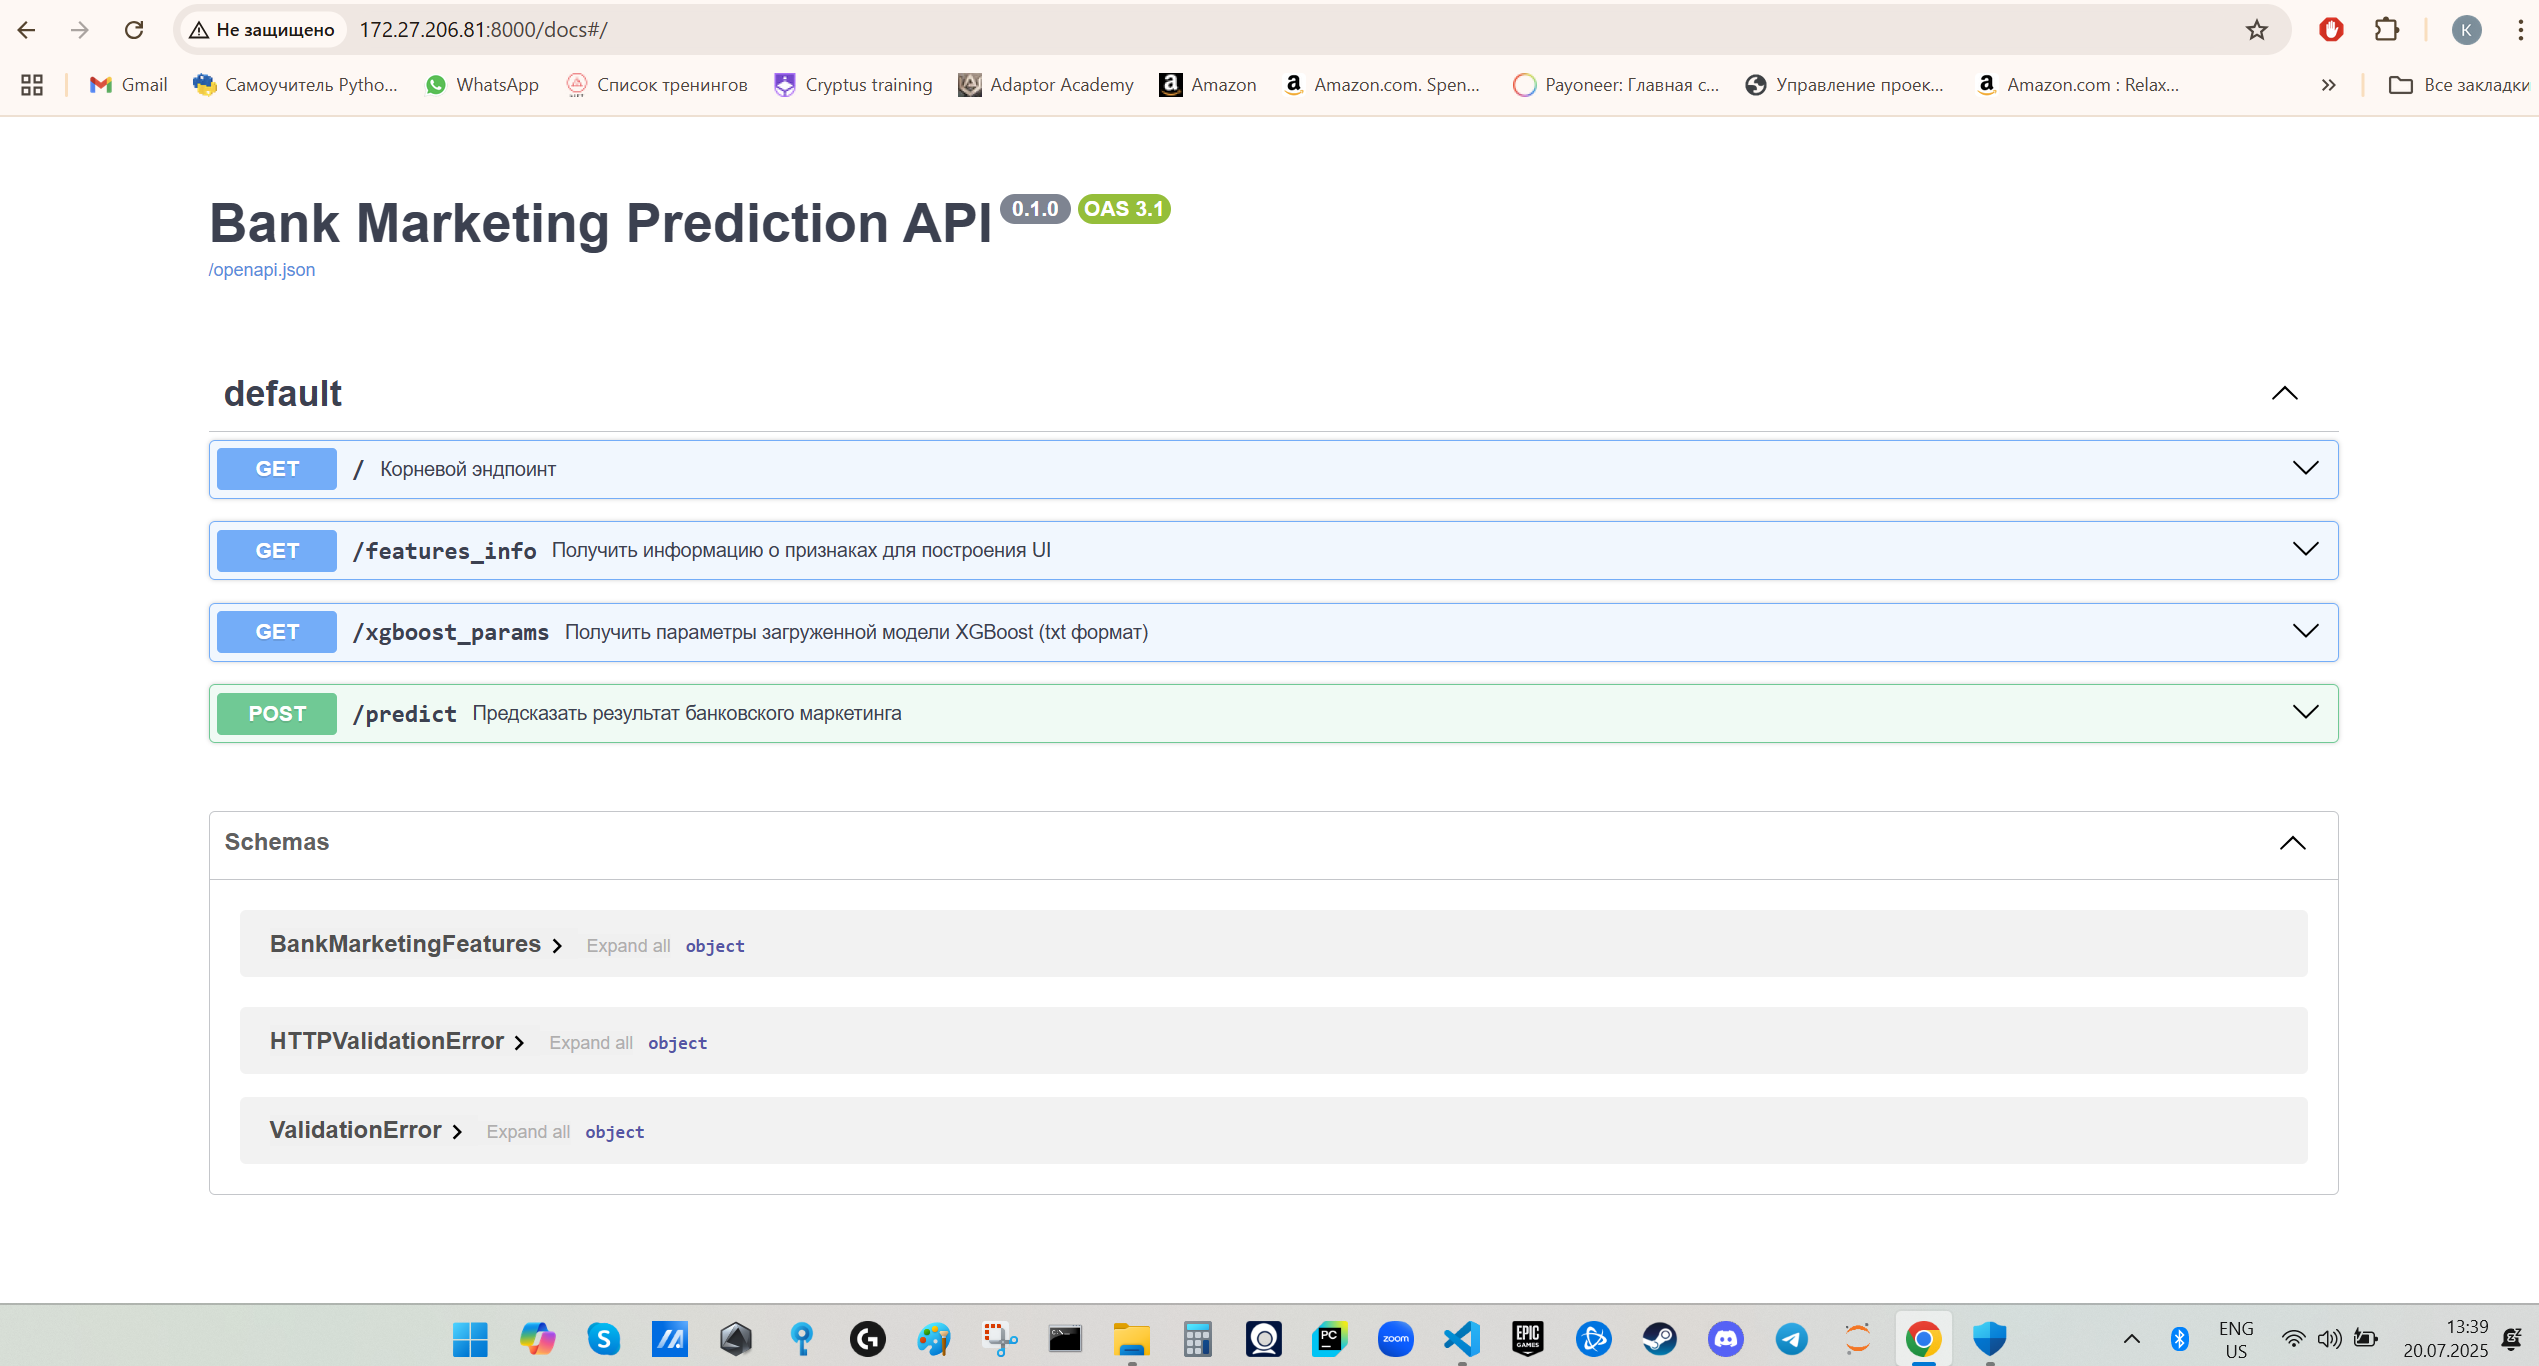 Не защищено
172.27.206.81:8000/docs#/
K
Gmail
Самоучитель Pytho...
WhatsApp
Список тренингов
Cryptus training
Adaptor Academy
Amazon
Amazon.com. Spen...
Payoneer: Главная с...
Управление проек...
Amazon.com : Relax...
Все закладки
Bank Marketing Prediction API 0.1.0 OAS 3.1
/openapi.json
default
GET / Корневой эндпоинт
GET /features_info Получить информацию о признаках для построения UI
GET /xgboost_params Получить параметры загруженной модели XGBoost (txt формат)
POST /predict Предсказать результат банковского маркетинга
Schemas
BankMarketingFeatures Expand all object
HTTPValidationError Expand all object
ValidationError Expand all object
PC
zoom
EPIC
GAMES
ENG
US
13:39
20.07.2025